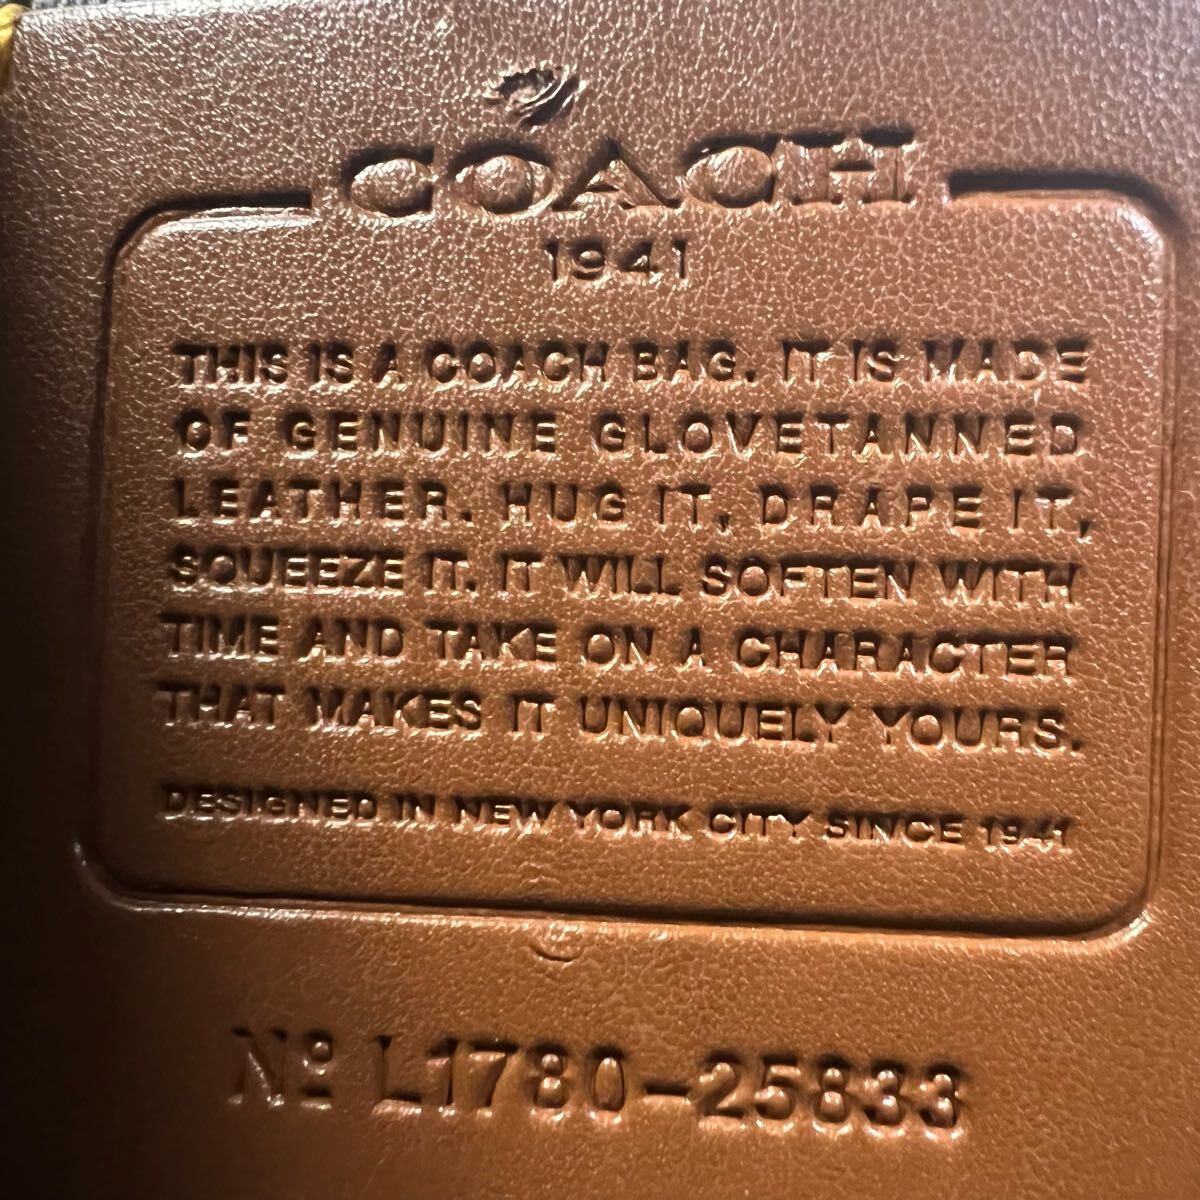 COACH
1941
THIS IS A COACH BAG. IT IS MADE
OF GENUINE GLOVETANNED
LEATHER. HUG IT, DRAPE IT,
SQUEEZE IT. IT WILL SOFTEN WITH
TIME AND TAKE ON A CHARACTER
THAT MAKES IT UNIQUELY YOURS.
DESIGNED IN NEW YORK CITY SINCE 1941
Nº L1780-25833